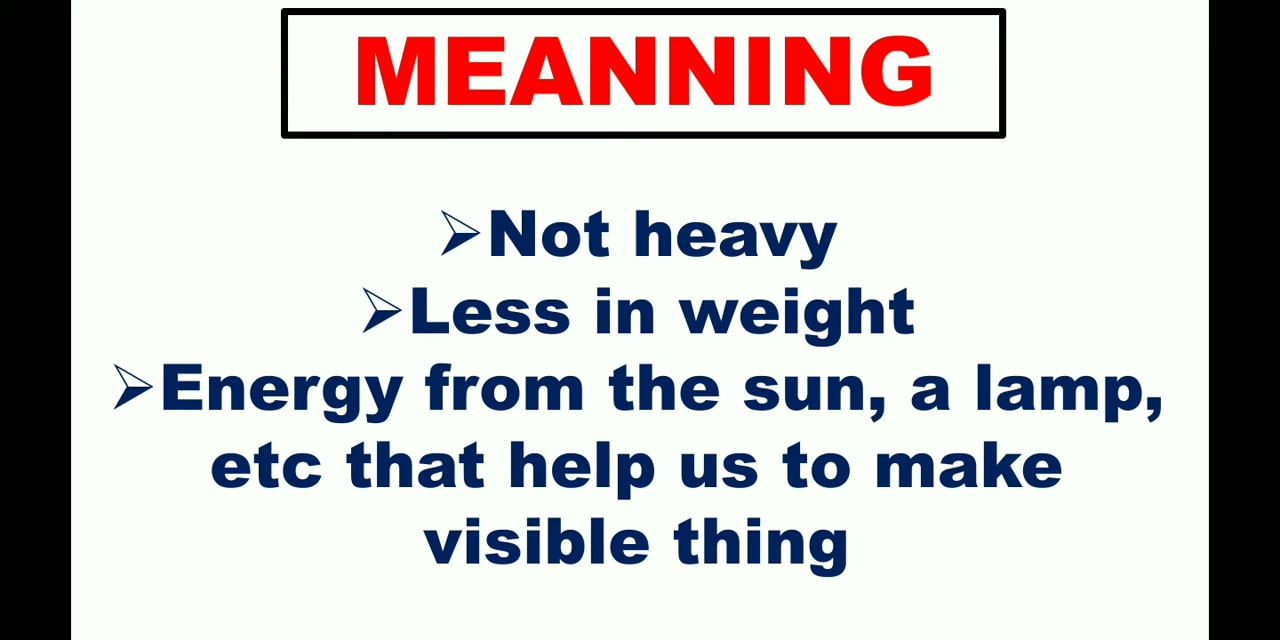 MEANNING
➢Not heavy
➢Less in weight
➢Energy from the sun, a lamp,
etc that help us to make
visible thing